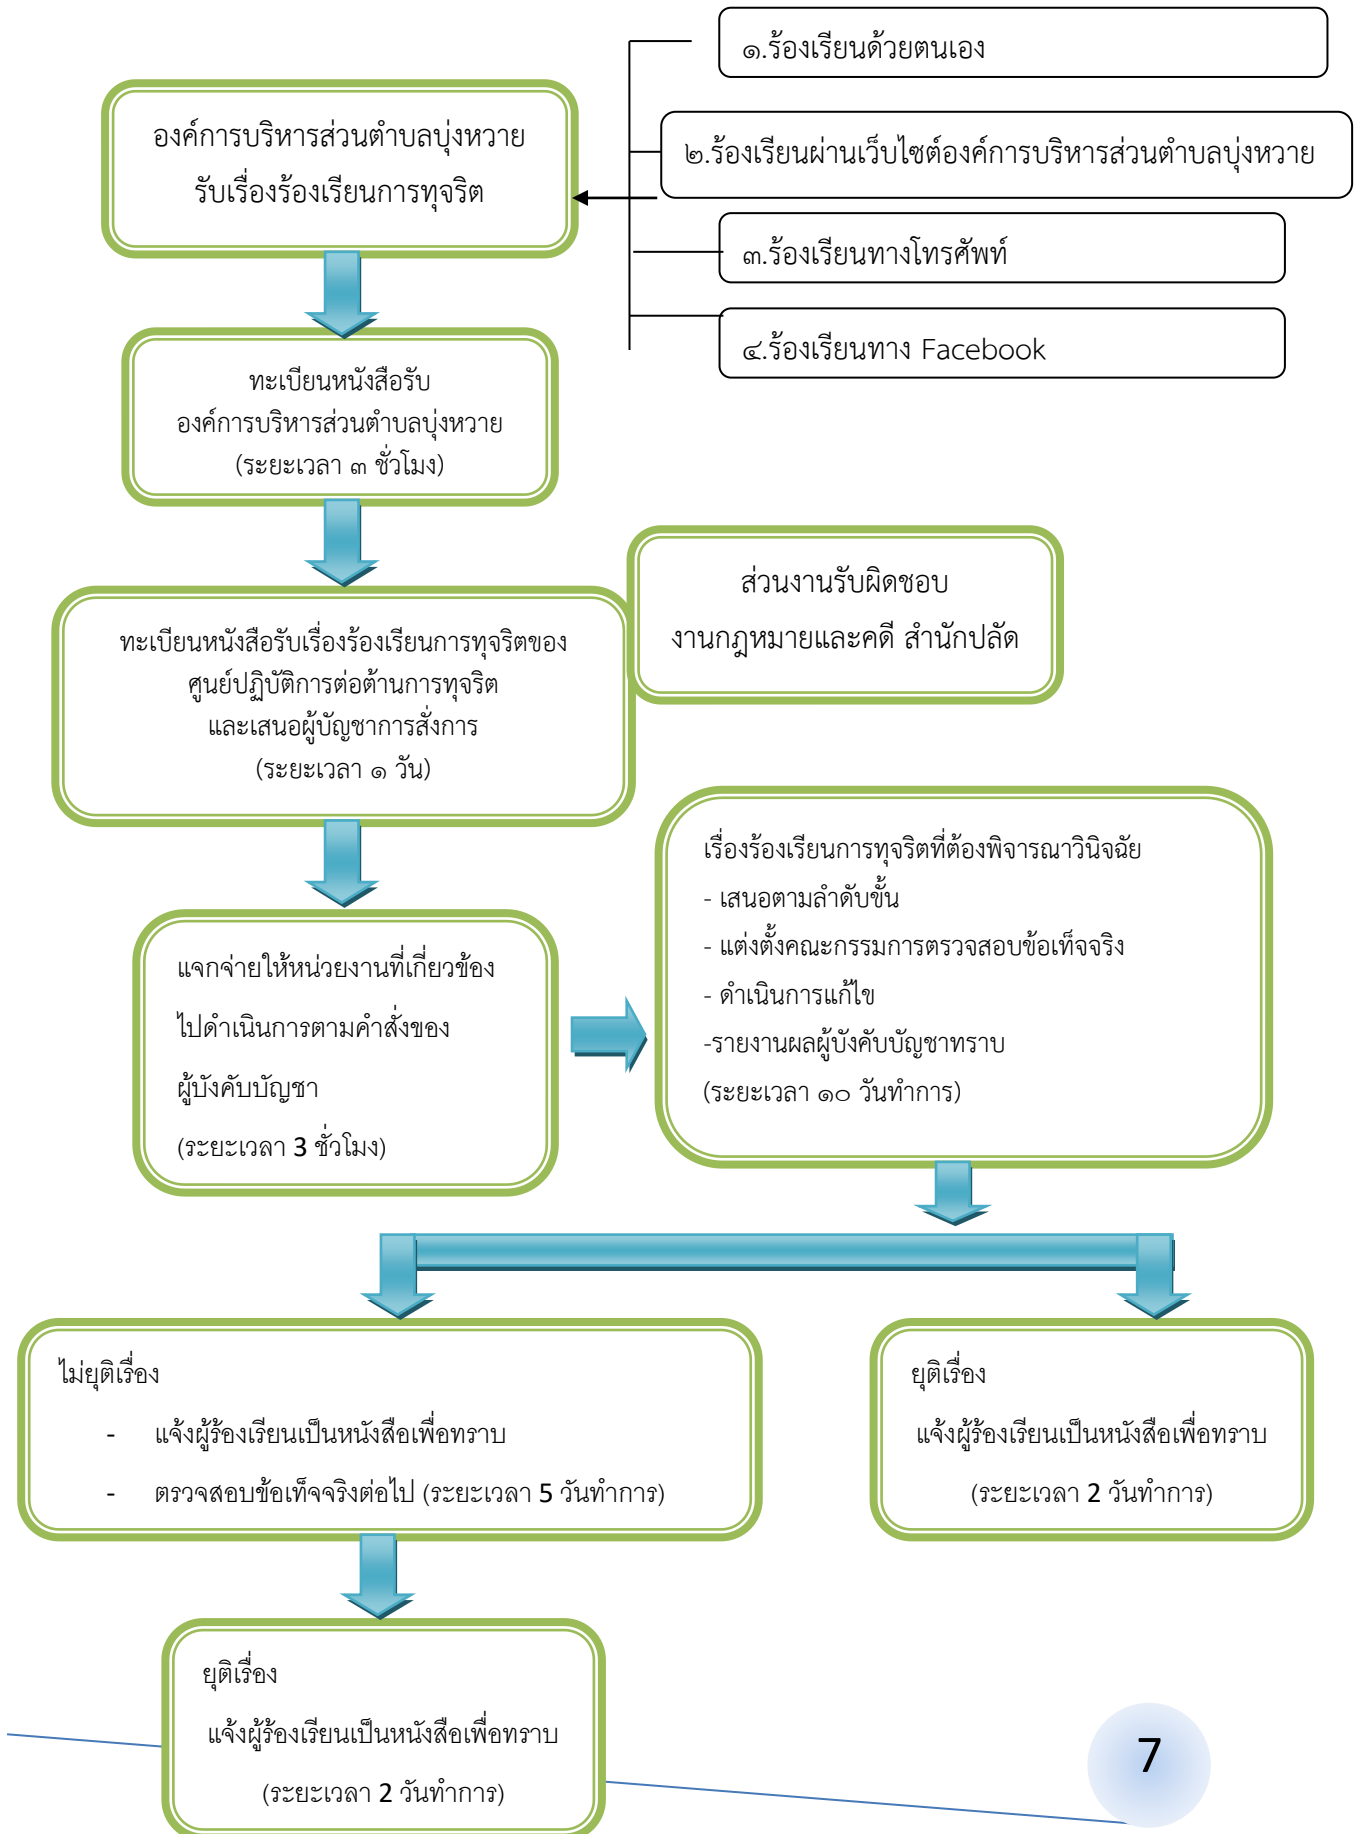 ๑.ร้องเรียนด้วยตนเอง
องค์การบริหารส่วนตำบลบุ่งหวาย
รับเรื่องร้องเรียนการทุจริต
๒.ร้องเรียนผ่านเว็บไซต์องค์การบริหารส่วนตำบลบุ่งหวาย
๓.ร้องเรียนทางโทรศัพท์
๔.ร้องเรียนทาง Facebook
ทะเบียนหนังสือรับ
องค์การบริหารส่วนตำบลบุ่งหวาย
(ระยะเวลา ๓ ชั่วโมง)
ส่วนงานรับผิดชอบ
งานกฎหมายและคดี สำนักปลัด
ทะเบียนหนังสือรับเรื่องร้องเรียนการทุจริตของ
ศูนย์ปฏิบัติการต่อต้านการทุจริต
และเสนอผู้บัญชาการสั่งการ
(ระยะเวลา ๑ วัน)
เรื่องร้องเรียนการทุจริตที่ต้องพิจารณาวินิจฉัย
- เสนอตามลำดับขั้น
- แต่งตั้งคณะกรรมการตรวจสอบข้อเท็จจริง
- ดำเนินการแก้ไข
-รายงานผลผู้บังคับบัญชาทราบ
(ระยะเวลา ๑๐ วันทำการ)
แจกจ่ายให้หน่วยงานที่เกี่ยวข้อง
ไปดำเนินการตามคำสั่งของ
ผู้บังคับบัญชา
(ระยะเวลา 3 ชั่วโมง)
ไม่ยุติเรื่อง
- แจ้งผู้ร้องเรียนเป็นหนังสือเพื่อทราบ
- ตรวจสอบข้อเท็จจริงต่อไป (ระยะเวลา 5 วันทำการ)
ยุติเรื่อง
แจ้งผู้ร้องเรียนเป็นหนังสือเพื่อทราบ
(ระยะเวลา 2 วันทำการ)
ยุติเรื่อง
แจ้งผู้ร้องเรียนเป็นหนังสือเพื่อทราบ
(ระยะเวลา 2 วันทำการ)
7